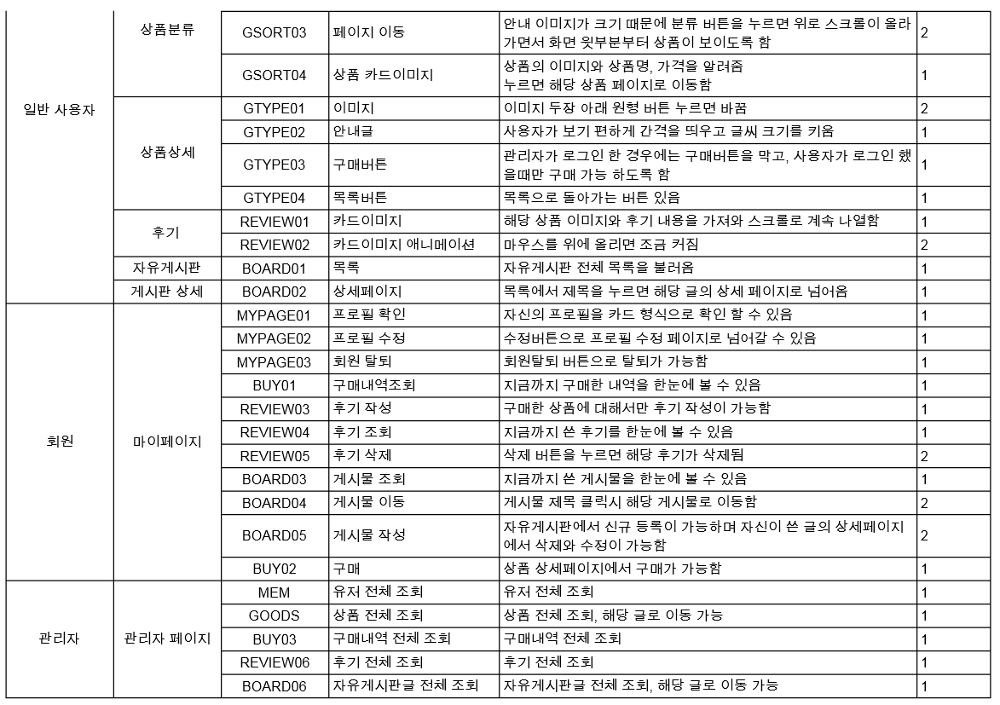 상품분류
GSORT03 페이지 이동 안내 이미지가 크기 때문에 분류 버튼을 누르면 위로 스크롤이 올라
가면서 화면 윗부분부터 상품이 보이도록 함 2
GSORT04 상품 카드이미지 상품의 이미지와 상품명, 가격을 알려줌
누르면 해당 상품 페이지로 이동함 1
일반 사용자
상품상세
GTYPE01 이미지 이미지 두장 아래 원형 버튼 누르면 바꿈 2
GTYPE02 안내글 사용자가 보기 편하게 간격을 띄우고 글씨 크기를 키움 1
GTYPE03 구매버튼 관리자가 로그인 한 경우에는 구매버튼을 막고, 사용자가 로그인 했
을때만 구매 가능 하도록 함 1
GTYPE04 목록버튼 목록으로 돌아가는 버튼 있음 1
후기
REVIEW01 카드이미지 해당 상품 이미지와 후기 내용을 가져와 스크롤로 계속 나열함 1
REVIEW02 카드이미지 애니메이션 마우스를 위에 올리면 조금 커짐 2
자유게시판 BOARD01 목록 자유게시판 전체 목록을 불러옴 1
게시판 상세 BOARD02 상세페이지 목록에서 제목을 누르면 해당 글의 상세 페이지로 넘어옴 1
회원
마이페이지
MYPAGE01 프로필 확인 자신의 프로필을 카드 형식으로 확인 할 수 있음 1
MYPAGE02 프로필 수정 수정버튼으로 프로필 수정 페이지로 넘어갈 수 있음 1
MYPAGE03 회원 탈퇴 회원탈퇴 버튼으로 탈퇴가 가능함 1
BUY01 구매내역조회 지금까지 구매한 내역을 한눈에 볼 수 있음 1
REVIEW03 후기 작성 구매한 상품에 대해서만 후기 작성이 가능함 1
REVIEW04 후기 조회 지금까지 쓴 후기를 한눈에 볼 수 있음 1
REVIEW05 후기 삭제 삭제 버튼을 누르면 해당 후기가 삭제됨 2
BOARD03 게시물 조회 지금까지 쓴 게시물을 한눈에 볼 수 있음 1
BOARD04 게시물 이동 게시물 제목 클릭시 해당 게시물로 이동함 2
BOARD05 게시물 작성 자유게시판에서 신규 등록이 가능하며 자신이 쓴 글의 상세페이지
에서 삭제와 수정이 가능함 2
BUY02 구매 상품 상세페이지에서 구매가 가능함 1
관리자
관리자 페이지
MEM 유저 전체 조회 유저 전체 조회 1
GOODS 상품 전체 조회 상품 전체 조회, 해당 글로 이동 가능 1
BUY03 구매내역 전체 조회 구매내역 전체 조회 1
REVIEW06 후기 전체 조회 후기 전체 조회 1
BOARD06 자유게시판글 전체 조회 자유게시판글 전체 조회, 해당 글로 이동 가능 1